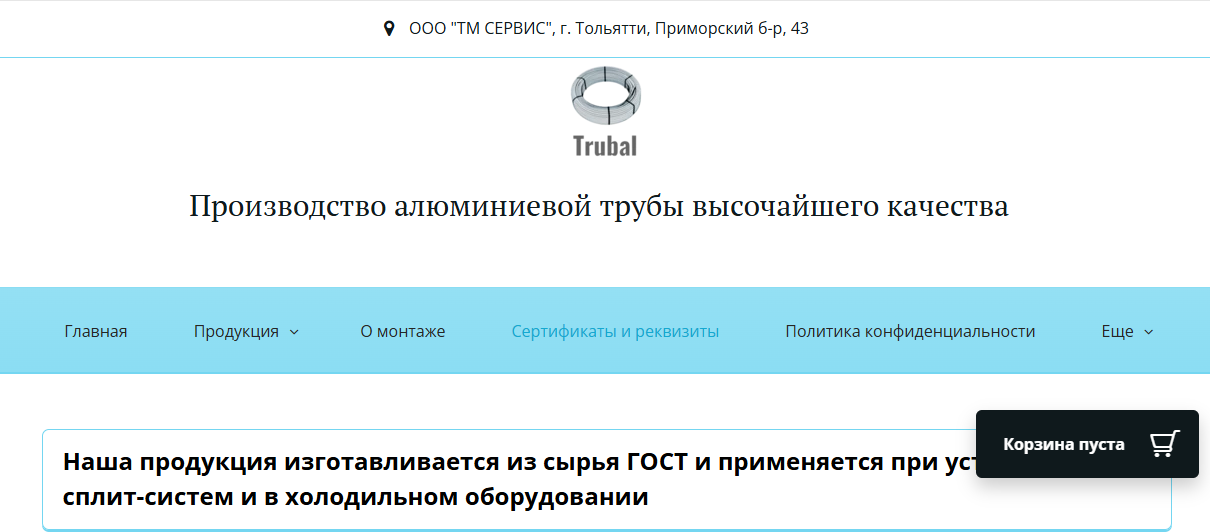 ООО "ТМ СЕРВИС", г. Тольятти, Приморский б-р, 43
Trubal
Производство алюминиевой трубы высочайшего качества
Главная Продукция О монтаже Сертификаты и реквизиты Политика конфиденциальности Еще
Корзина пуста
Наша продукция изготавливается из сырья ГОСТ и применяется при
сплит-систем и в холодильном оборудовании